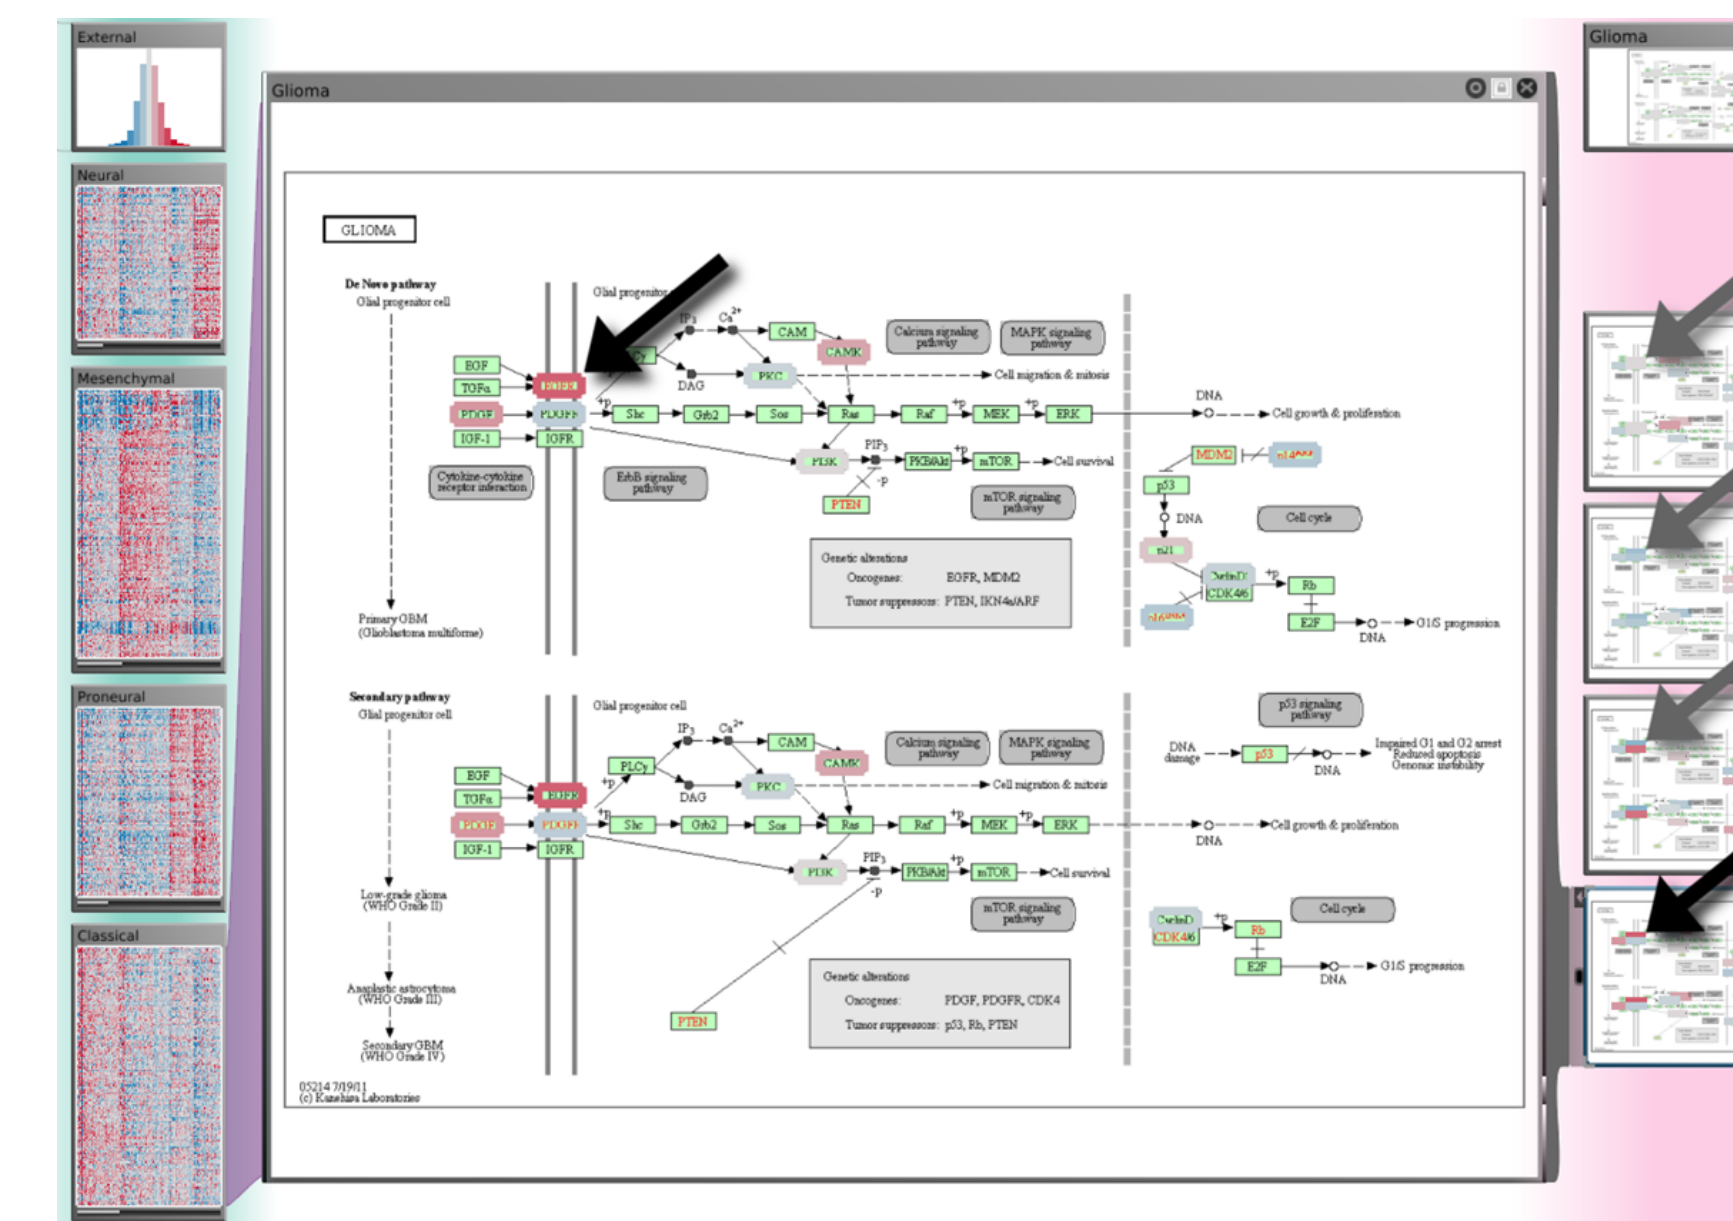 External
Neural
Mesenchymal
Proneural
Classical
Glioma
Glioma
GLIOMA
De Novo pathway
Glial progenitor cell
Primary GBM
(Glioblastoma multiforme)
EGF
TGFα
PDGF
IGF-1
EGFR
PDGFR
IGFR
Cytokine-cytokine
receptor interaction
Glial progenitor
IP3
Ca2+
CAM
CAMK
Calcium signaling
pathway
MAPK signaling
pathway
DAG
PKC
Cell migration & mitosis
+p
Shc
Grb2
Sos
Ras
Raf
+p
MEK
+p
ERK
DNA
Cell growth & proliferation
ErbB signaling
pathway
PI3K
PIP3
-p
PKB/Akt
+p
mTOR
Cell survival
PTEN
mTOR signaling
pathway
MDM2
p14ARF
p53
DNA
Cell cycle
p21
CyclinD1
CDK4/6
+p
Rb
E2F
DNA
G1/S progression
Genetic alterations
Oncogenes: EGFR, MDM2
Tumor suppressors: PTEN, IKN4a/ARF
Secondary pathway
Glial progenitor cell
Low-grade glioma
(WHO Grade II)
Anaplastic astrocytoma
(WHO Grade III)
Secondary GBM
(WHO Grade IV)
EGF
TGFα
PDGF
IGF-1
EGFR
PDGFR
IGFR
Glial progenitor cell
PLCγ
+p
IP3
Ca2+
CAM
CAMK
Calcium signaling
pathway
MAPK signaling
pathway
DAG
PKC
Cell migration & mitosis
+p
Shc
Grb2
Sos
Ras
Raf
+p
MEK
+p
ERK
DNA
Cell growth & proliferation
PI3K
PIP3
-p
PKB/Akt
+p
mTOR
Cell survival
mTOR signaling
pathway
PTEN
p53 signaling
pathway
DNA
damage
p53
DNA
Impaired G1 and G2 arrest
Reduced apoptosis
Genomic instability
CyclinD
CDK4/6
+p
Rb
E2F
DNA
G1/S progression
Cell cycle
Genetic alterations
Oncogenes: PDGF, PDGFR, CDK4
Tumor suppressors: p53, Rb, PTEN
05214 7/19/11
(c) Kanehisa Laboratories